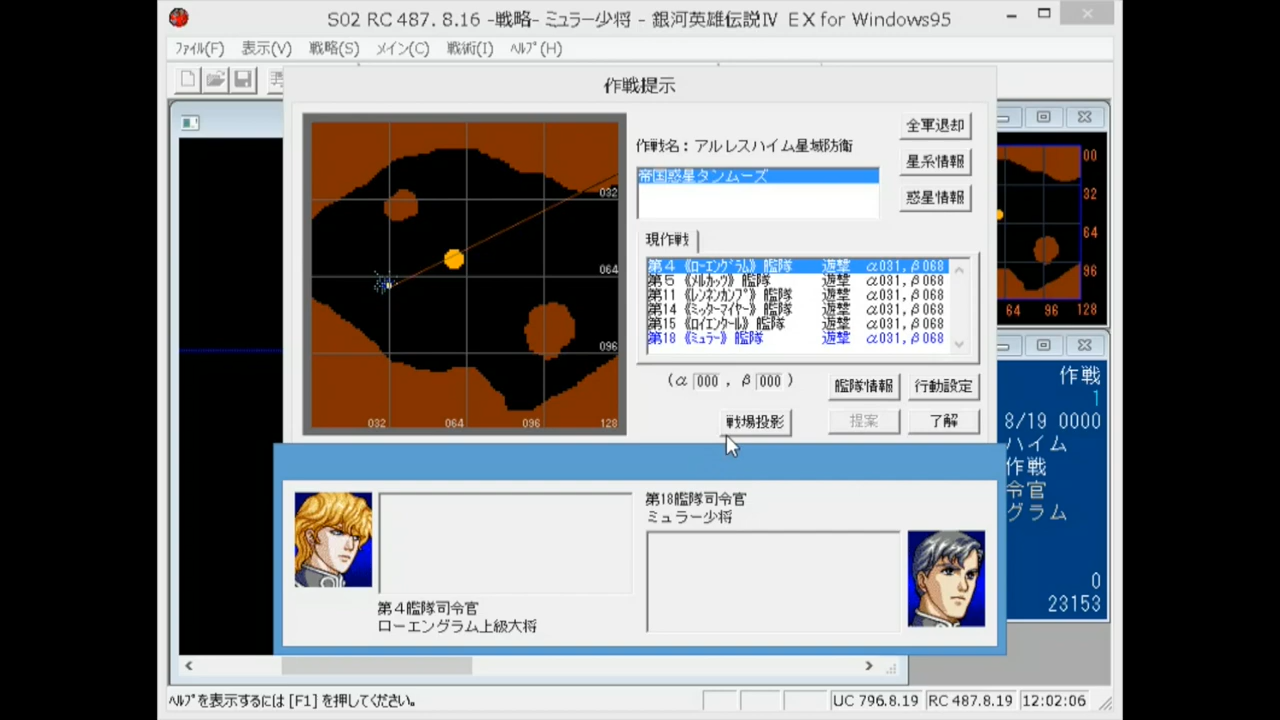 S02 RC 487. 8.16 -戦略- ミュラー少将 - 銀河英雄伝説Ⅳ ＥＸ for Windows95
ﾌｧｲﾙ(F) 表示(V) 戦略(S) ﾒｲﾝ(C) 戦術(I) ﾍﾙﾌﾟ(H)
作戦提示
作戦名：アルレスハイム星域防衛
全軍退却
帝国惑星タンムーズ
星系情報
惑星情報
現作戦
第４ 《ﾛｰｴﾝｸﾞﾗﾑ》 艦隊 遊撃 α031,β068
第５ 《ﾒﾙｶｯﾂ》 艦隊 遊撃 α031,β068
第11 《ﾚﾝﾈﾝｶﾝﾌﾟ》 艦隊 遊撃 α031,β068
第14 《ﾐｯﾀｰﾏｲﾔｰ》 艦隊 遊撃 α031,β068
第15 《ﾛｲｴﾝﾀｰﾙ》 艦隊 遊撃 α031,β068
第18 《ﾐｭﾗｰ》 艦隊 遊撃 α031,β068
(α 000 , β 000 )
艦隊情報 行動設定
戦場投影 提案 了解
032
064
096
032 064 096 128
00
32
64
96
64 96 128
作戦
1
8/19 0000
ハイム
作戦
令官
グラム
0
23153
第４艦隊司令官
ローエングラム上級大将
第18艦隊司令官
ミュラー少将
ﾍﾙﾌﾟを表示するには [F1] を押してください。
UC 796.8.19 RC 487.8.19 12:02:06